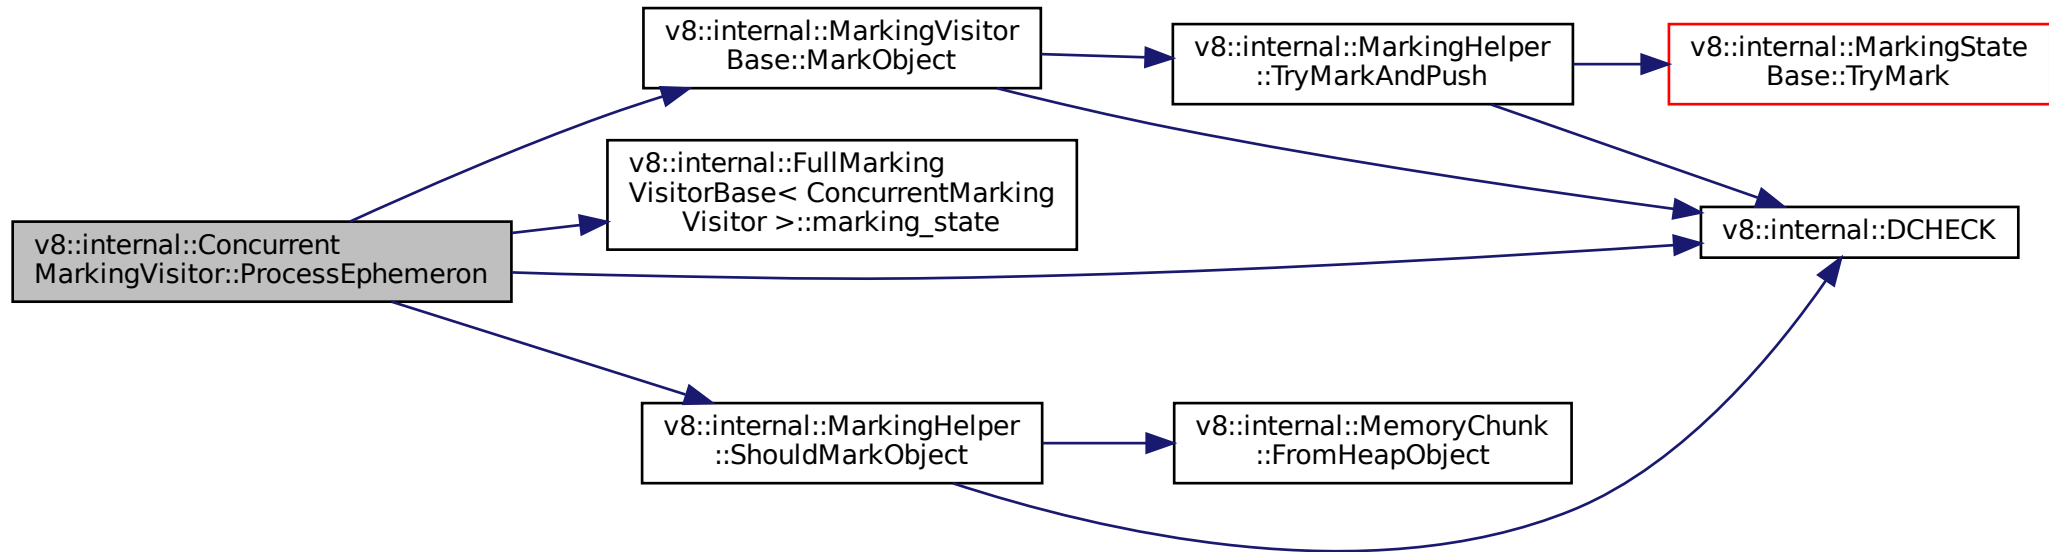 v8::internal::MarkingVisitor
Base::MarkObject
v8::internal::MarkingHelper
::TryMarkAndPush
v8::internal::MarkingState
Base::TryMark
v8::internal::FullMarking
VisitorBase< ConcurrentMarking
Visitor >::marking_state
v8::internal::Concurrent
MarkingVisitor::ProcessEphemeron
v8::internal::DCHECK
v8::internal::MarkingHelper
::ShouldMarkObject
v8::internal::MemoryChunk
::FromHeapObject